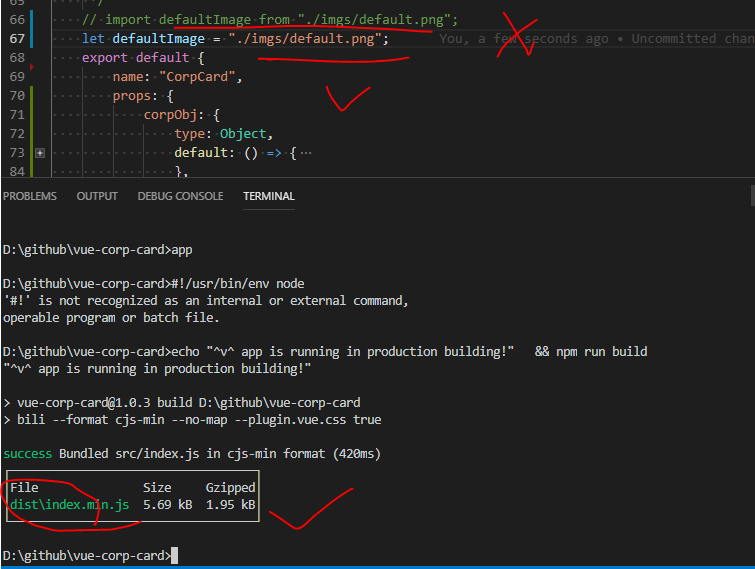 65 */
66 // import defaultImage from "./imgs/default.png";
67 let defaultImage = "./imgs/default.png"; You, a few seconds ago • Uncommitted chan
68 export default {
69 name: "CorpCard",
70 props: {
71 corpObj: {
72 type: Object,
73 default: () => { ⋯
84 },
PROBLEMS OUTPUT DEBUG CONSOLE TERMINAL
D:\github\vue-corp-card>app
D:\github\vue-corp-card>#!/usr/bin/env node
'#!' is not recognized as an internal or external command,
operable program or batch file.
D:\github\vue-corp-card>echo "^v^ app is running in production building!" && npm run build
"^v^ app is running in production building!"
> vue-corp-card@1.0.3 build D:\github\vue-corp-card
> bili --format cjs-min --no-map --plugin.vue.css true
success Bundled src/index.js in cjs-min format (420ms)
File Size Gzipped
dist\index.min.js 5.69 kB 1.95 kB
D:\github\vue-corp-card>